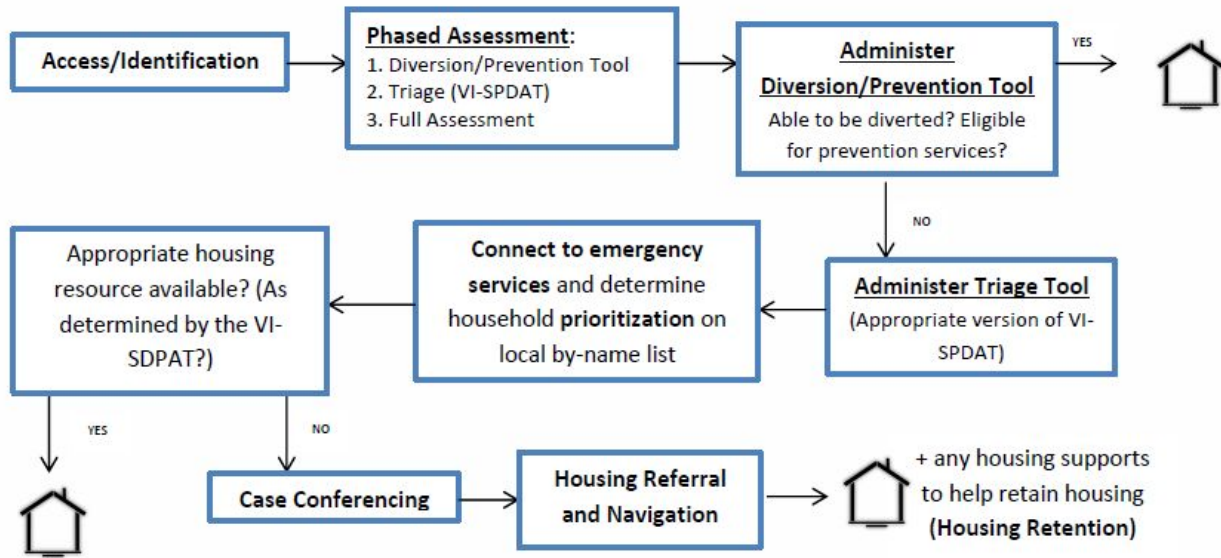 Access/Identification
Phased Assessment:
1. Diversion/Prevention Tool
2. Triage (VI-SPDAT)
3. Full Assessment
Administer
Diversion/Prevention Tool
Able to be diverted? Eligible
for prevention services?
YES
NO
Administer Triage Tool
(Appropriate version of VI-
SPDAT)
Connect to emergency
services and determine
household prioritization on
local by-name list
Appropriate housing
resource available? (As
determined by the VI-
SDPAT?)
YES
NO
Case Conferencing
Housing Referral
and Navigation
+ any housing supports
to help retain housing
(Housing Retention)